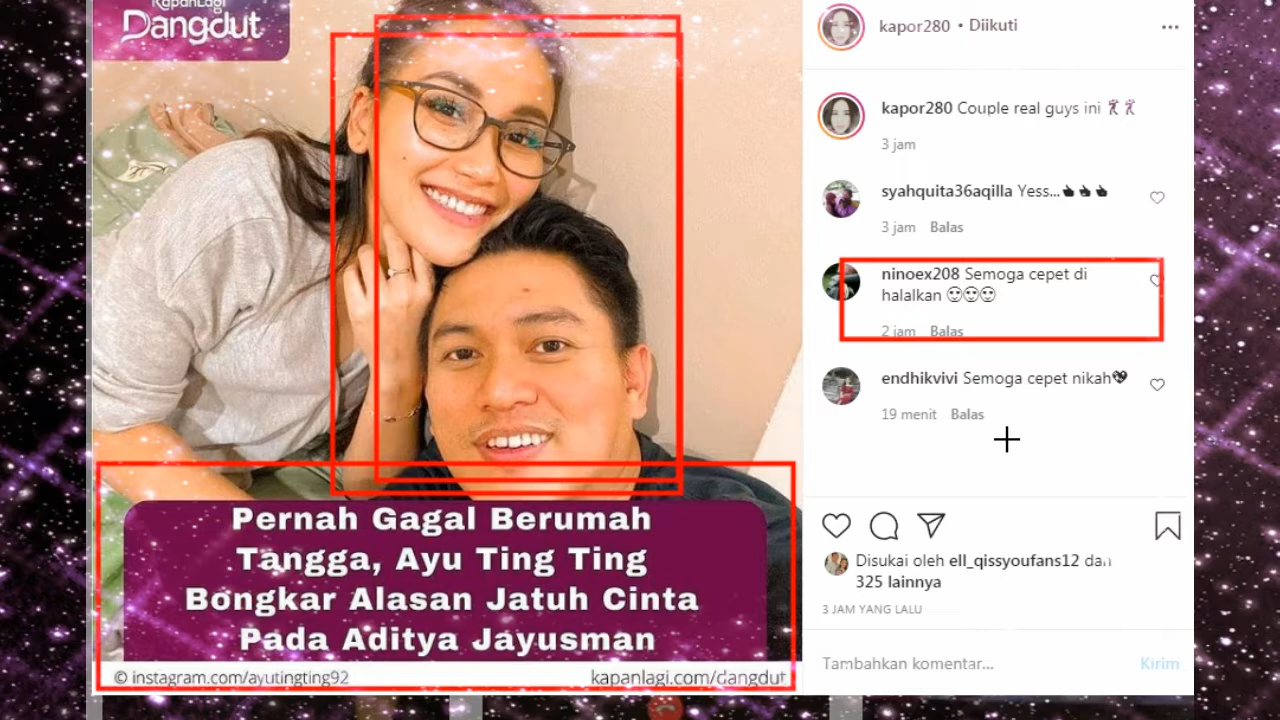 KapanLagi
Dangdut
Pernah Gagal Berumah
Tangga, Ayu Ting Ting
Bongkar Alasan Jatuh Cinta
Pada Aditya Jayusman
© instagram.com/ayutingting92
kapanlagi.com/dangdut
kapor280 • Diikuti
kapor280 Couple real guys ini
3 jam
syahquita36aqilla Yess...
3 jam Balas
ninoex208 Semoga cepet di
halalkan
2 jam Balas
endhikvivi Semoga cepet nikah
19 menit Balas
Disukai oleh ell_qissyoufans12 dan
325 lainnya
3 JAM YANG LALU
Tambahkan komentar...
Kirim